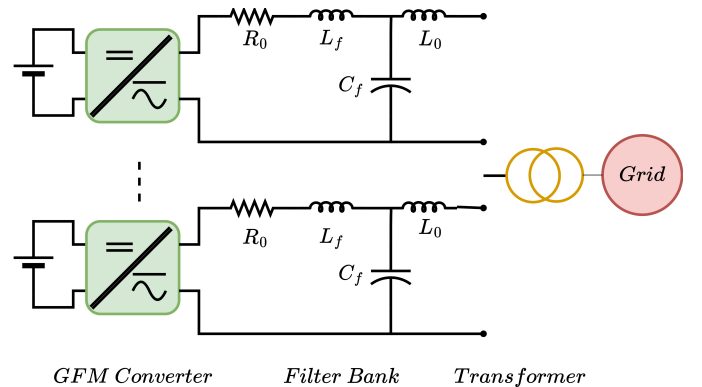 R0 Lf L0
Cf
Grid
R0 Lf L0
Cf
GFM Converter Filter Bank Transformer